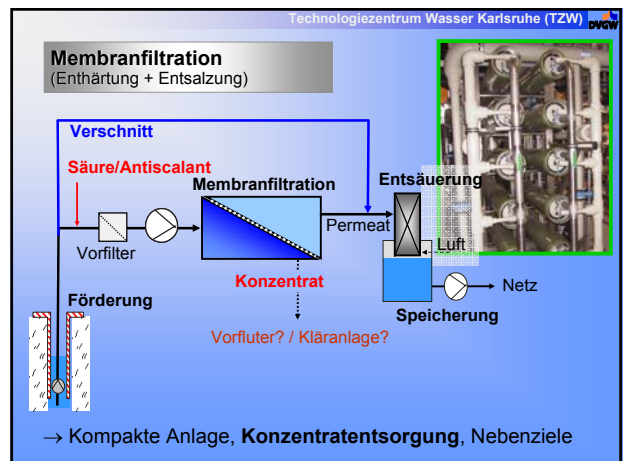 Technologiezentrum Wasser Karlsruhe (TZW)
DVGW
Membranfiltration
(Enthärtung + Entsalzung)
Verschnitt
Säure/Antiscalant
Membranfiltration
Entsäuerung
Permeat
Luft
Vorfilter
Konzentrat
Netz
Förderung
Speicherung
Vorfluter? / Kläranlage?
→ Kompakte Anlage, Konzentratentsorgung, Nebenziele